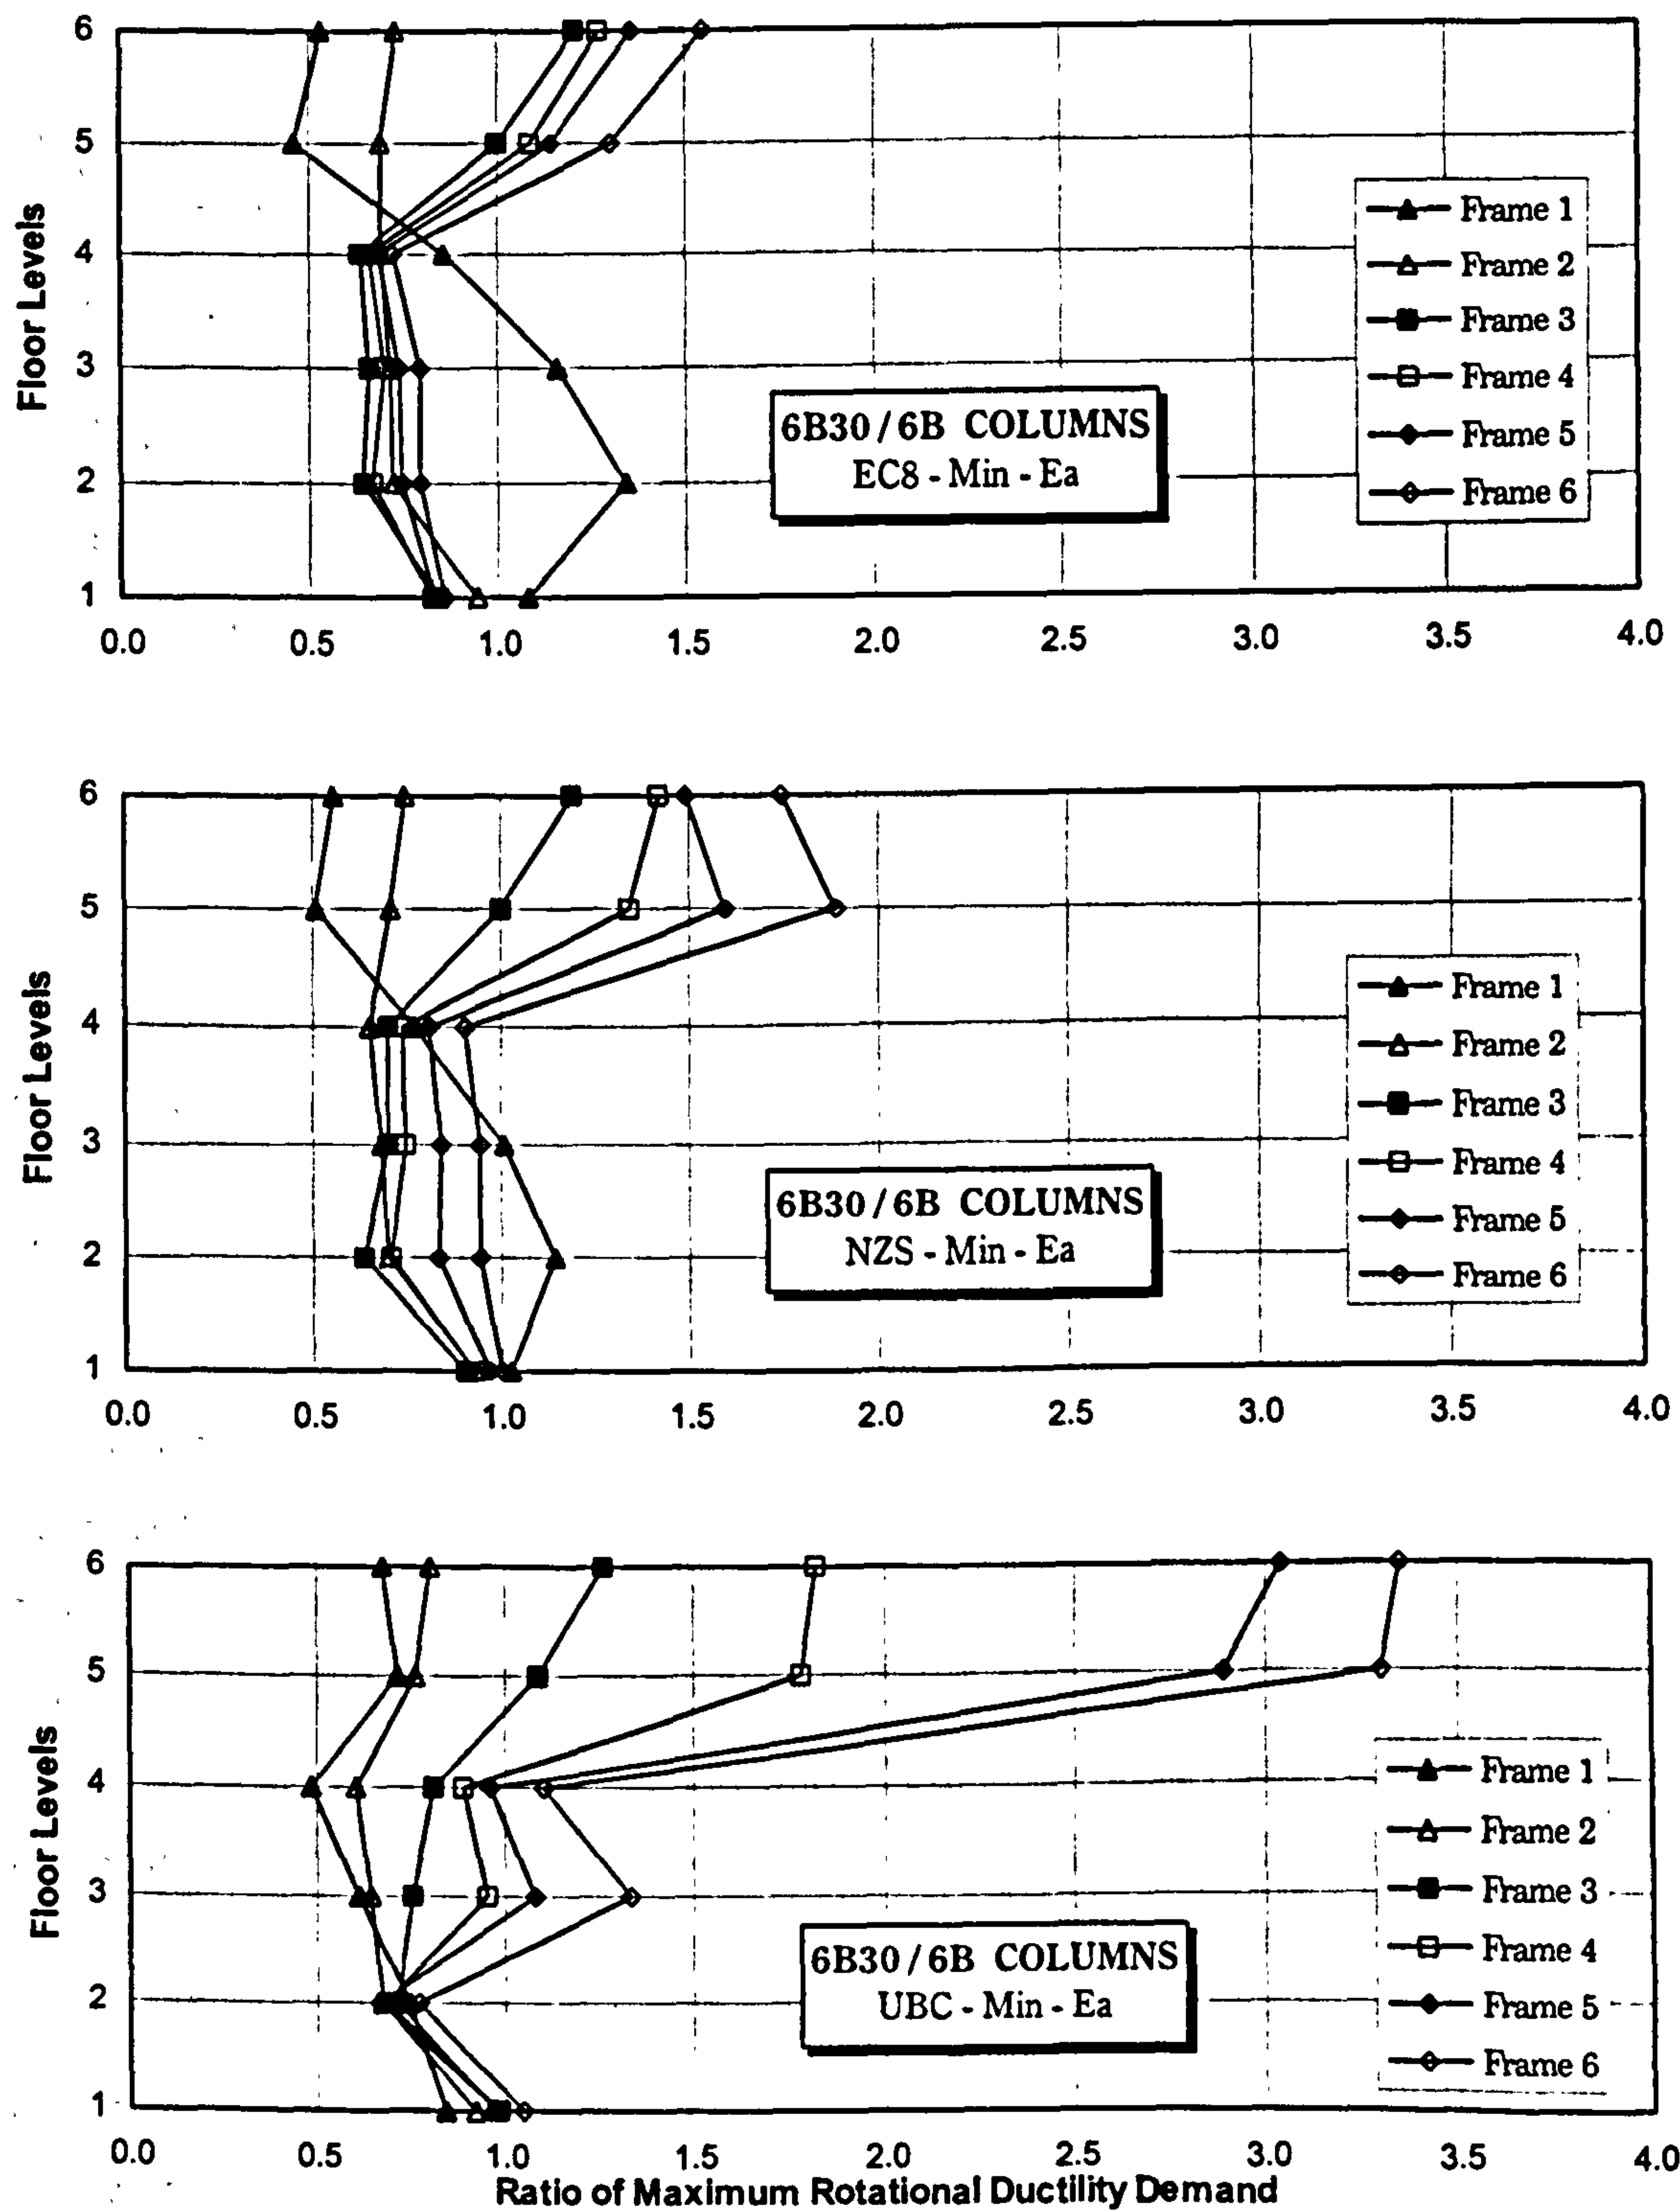 6
5
4
3
2
1
Floor Levels
0.0 0.5 1.0 1.5 2.0 2.5 3.0 3.5 4.0
6B30 / 6B COLUMNS
EC8 - Min - Ea
Frame 1
Frame 2
Frame 3
Frame 4
Frame 5
Frame 6
6
5
4
3
2
1
Floor Levels
0.0 0.5 1.0 1.5 2.0 2.5 3.0 3.5 4.0
6B30 / 6B COLUMNS
NZS - Min - Ea
Frame 1
Frame 2
Frame 3
Frame 4
Frame 5
Frame 6
6
5
4
3
2
1
Floor Levels
0.0 0.5 1.0 1.5 2.0 2.5 3.0 3.5 4.0
6B30 / 6B COLUMNS
UBC - Min - Ea
Frame 1
Frame 2
Frame 3
Frame 4
Frame 5
Frame 6
Ratio of Maximum Rotational Ductility Demand